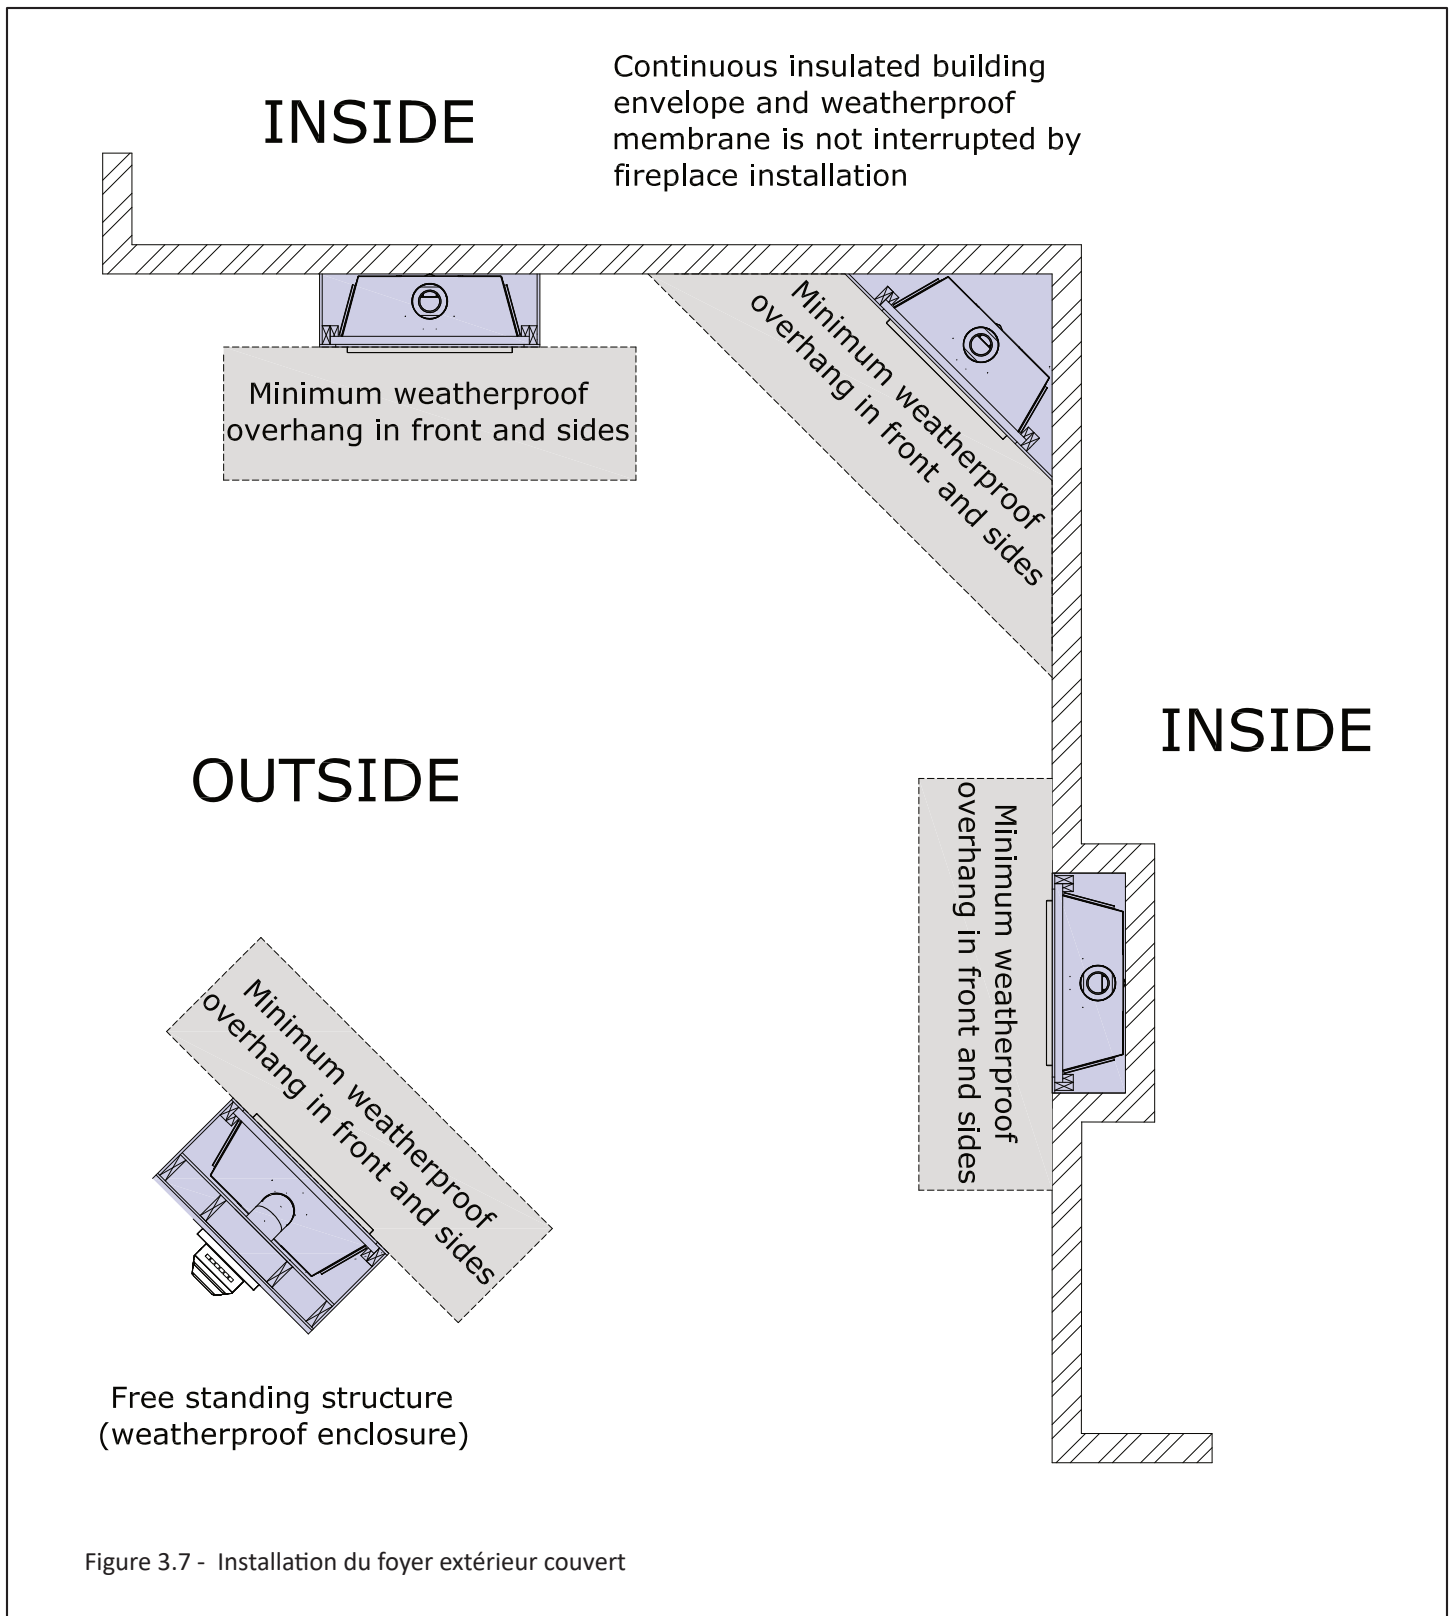 INSIDE
Continuous insulated building
envelope and weatherproof
membrane is not interrupted by
fireplace installation
Minimum weatherproof
overhang in front and sides
Minimum weatherproof
overhang in front and sides
INSIDE
OUTSIDE
Minimum weatherproof
overhang in front and sides
Minimum weatherproof
overhang in front and sides
Free standing structure
(weatherproof enclosure)
Figure 3.7 - Installation du foyer extérieur couvert